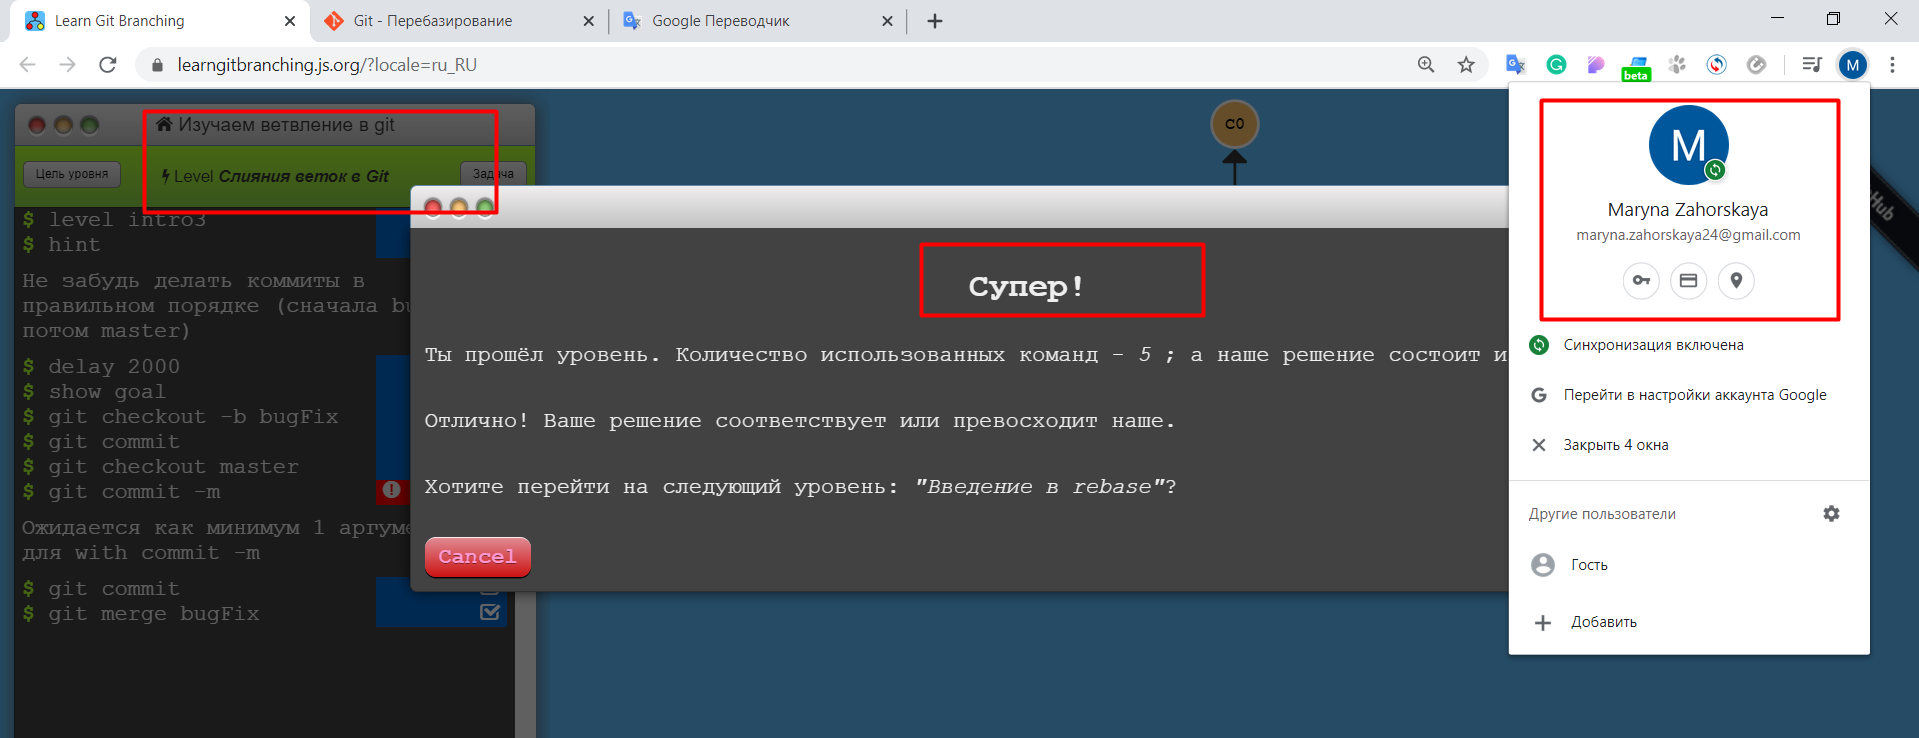 Learn Git Branching
Git - Перебазирование
Google Переводчик
learngitbranching.js.org/?locale=ru_RU
beta
M
Изучаем ветвление в git
Цель уровня
Level Слияния веток в Git
Задача
$ level intro3
$ hint
Не забудь делать коммиты в
правильном порядке (сначала
потом master)
$ delay 2000
$ show goal
$ git checkout -b bugFix
$ git commit
$ git checkout master
$ git commit -m
Ожидается как минимум 1
для with commit -m
$ git commit
$ git merge bugFix
C0
Супер!
Ты прошёл уровень. Количество использованных команд - 5 ; а наше решение состоит
Отлично! Ваше решение соответствует или превосходит наше.
Хотите перейти на следующий уровень: "Введение в rebase"?
Cancel
M
Maryna Zahorskaya
maryna.zahorskaya24@gmail.com
Синхронизация включена
G Перейти в настройки аккаунта Google
Закрыть 4 окна
Другие пользователи
Гость
Добавить